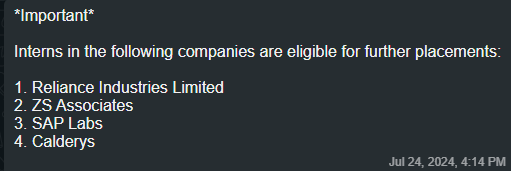 *Important*
Interns in the following companies are eligible for further placements:
1. Reliance Industries Limited
2. ZS Associates
3. SAP Labs
4. Calderys
Jul 24, 2024, 4:14 PM